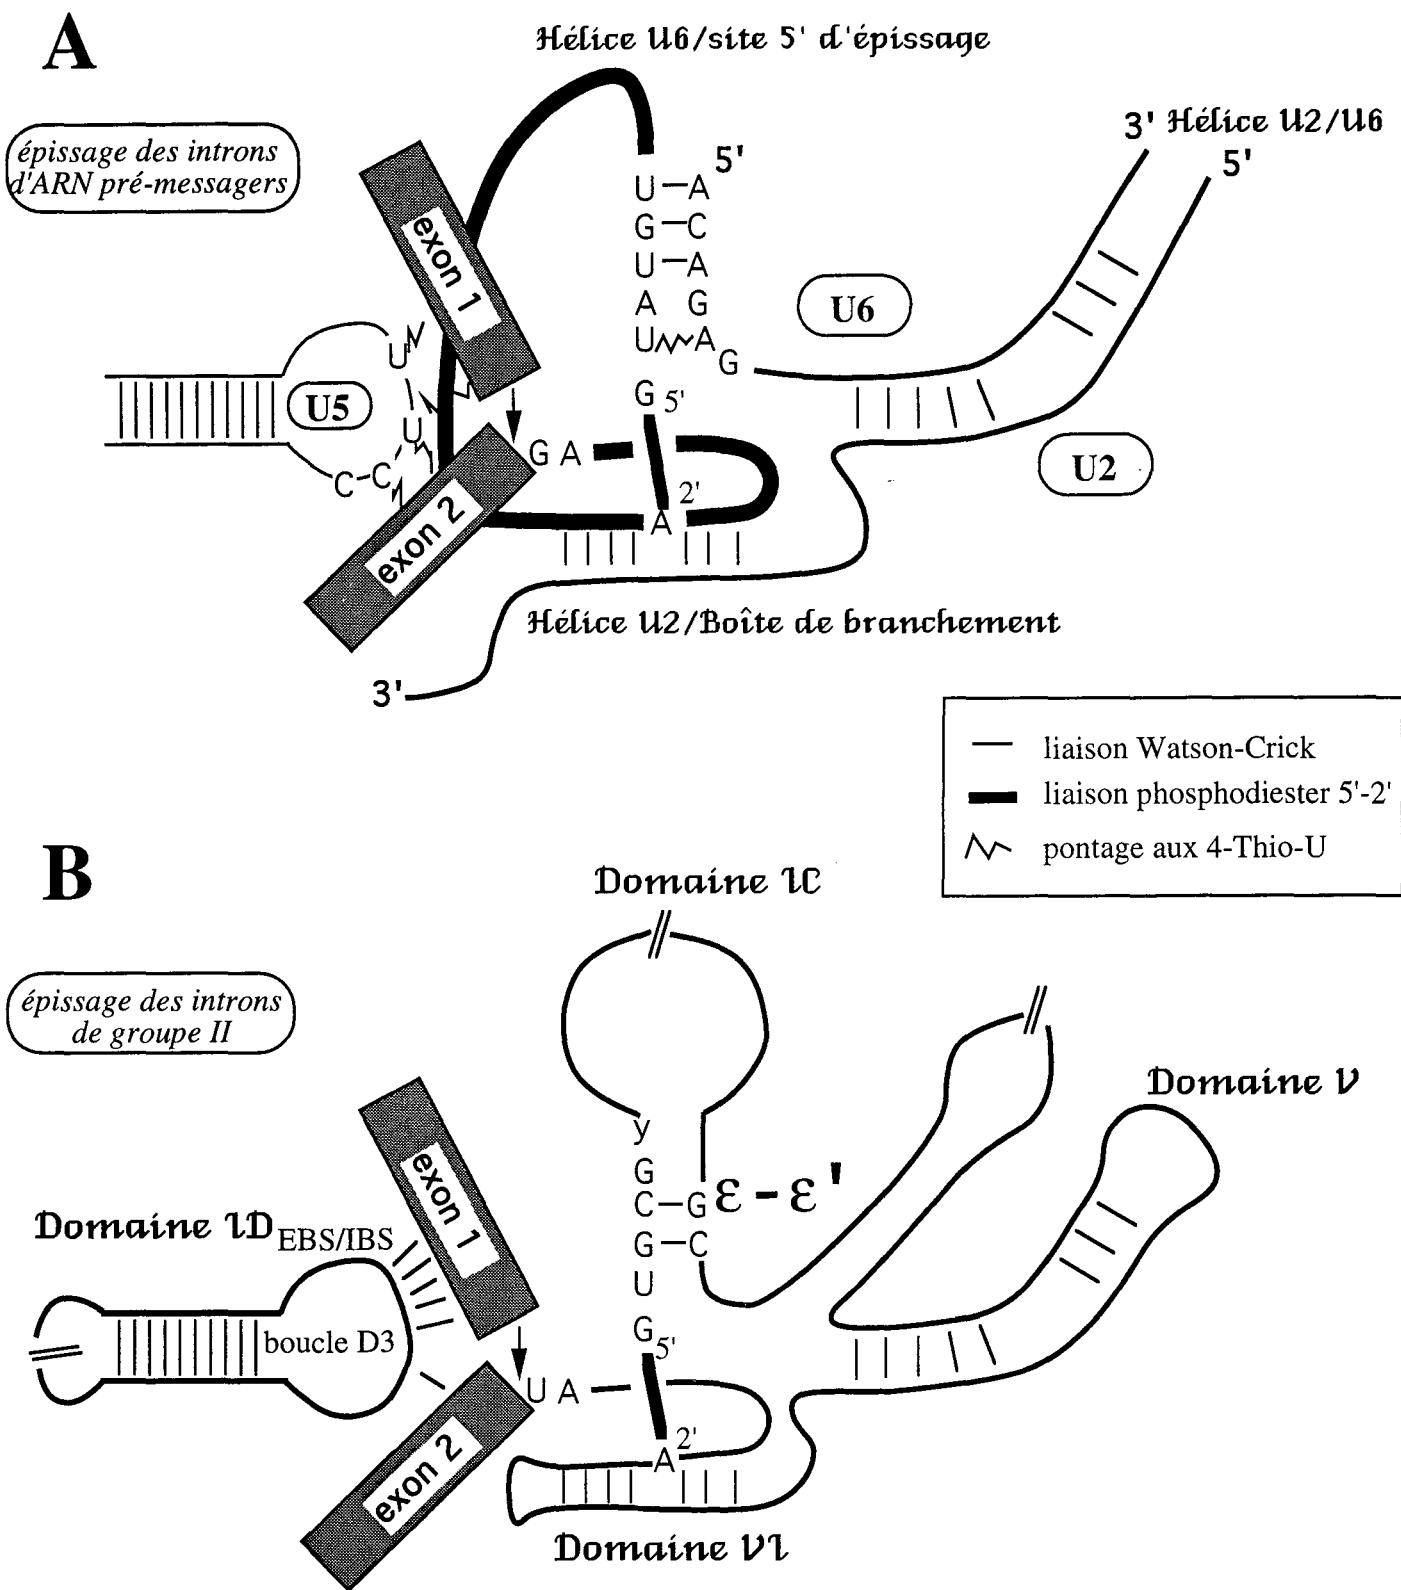 A
Hélice U6/site 5' d'épissage
3' Hélice U2/U6
5'
épissage des introns
d'ARN pré-messagers
5'
U A
G C
U A
A G
U A
G
exon 1
U6
U
U5
G 5'
U
G A
U2
C C
2'
A
exon 2
Hélice U2/Boîte de branchement
3'
liaison Watson-Crick
liaison phosphodiester 5'-2'
pontage aux 4-Thio-U
B
Domaine IC
épissage des introns
de groupe II
Domaine V
y
G
C G ε - ε'
G C
U
exon 1
Domaine ID
EBS/IBS
boucle D3
G 5'
U A
2'
A
exon 2
Domaine VI